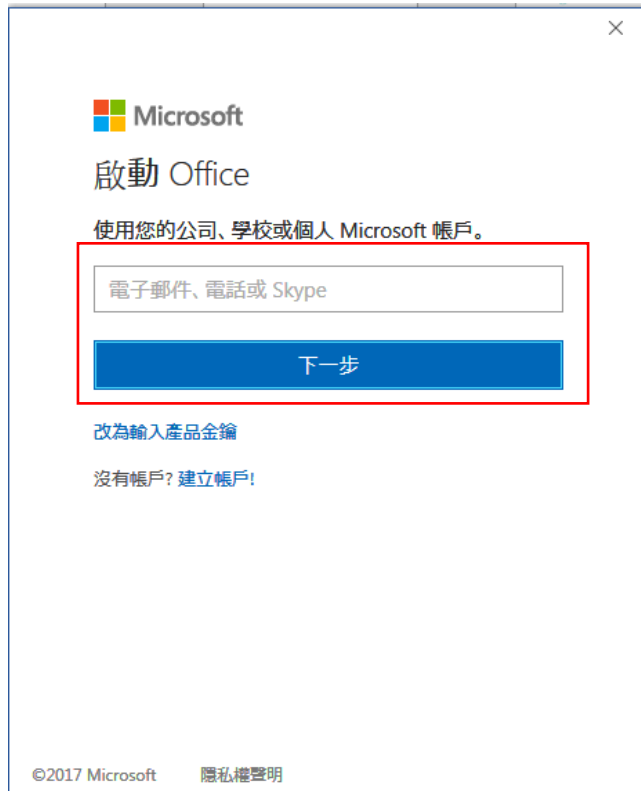 Microsoft
啟動 Office
使用您的公司、學校或個人 Microsoft 帳戶。
電子郵件、電話或 Skype
下一步
改為輸入產品金鑰
沒有帳戶? 建立帳戶!
©2017 Microsoft 隱私權聲明